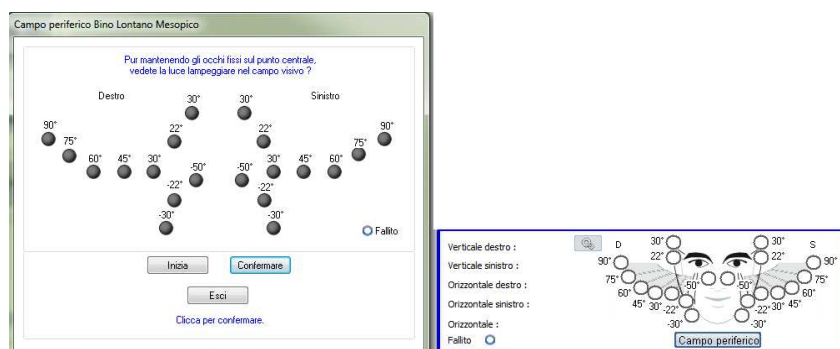 Campo periferico Bino Lontano Mesopico
Pur mantenendo gli occhi fissi sul punto centrale,
vedete la luce lampeggiare nel campo visivo ?
Destro 30° 30° Sinistro
90° 22° 22° 90°
75° 75°
60° 45° 30° -50° -50° 30° 45° 60°
-22° -22°
-30° -30°
Fallito
Inizia Confermare
Esci
Clicca per confermare.
Verticale destro : D 30° 30° S
Verticale sinistro : 90° 22° 22° 90°
Orizzontale destro : 75° -50° -50° 75°
Orizzontale sinistro : 60° 45° 30° -22° -22° 30° 45° 60°
Orizzontale : -30° -30°
Fallito Campo periferico